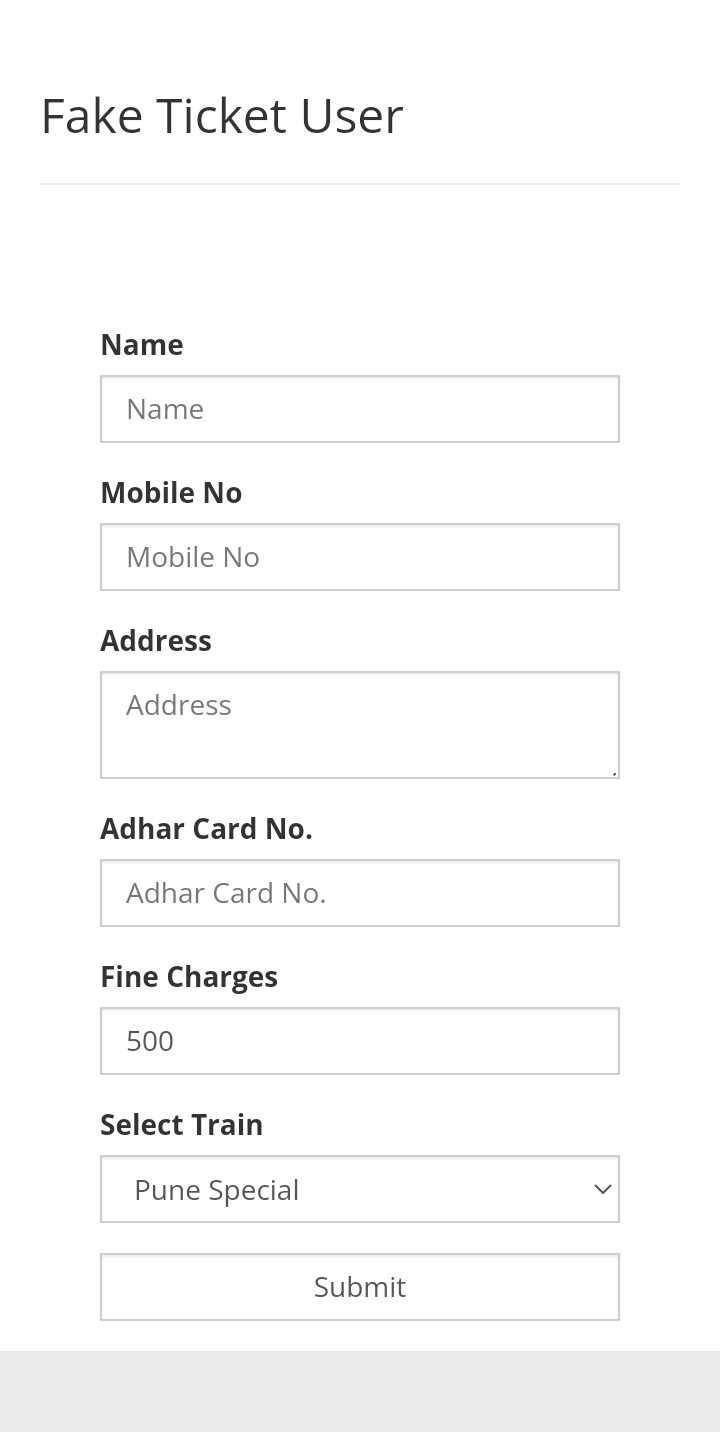 Fake Ticket User
Name
Name
Mobile No
Mobile No
Address
Address
Adhar Card No.
Adhar Card No.
Fine Charges
500
Select Train
Pune Special
Submit